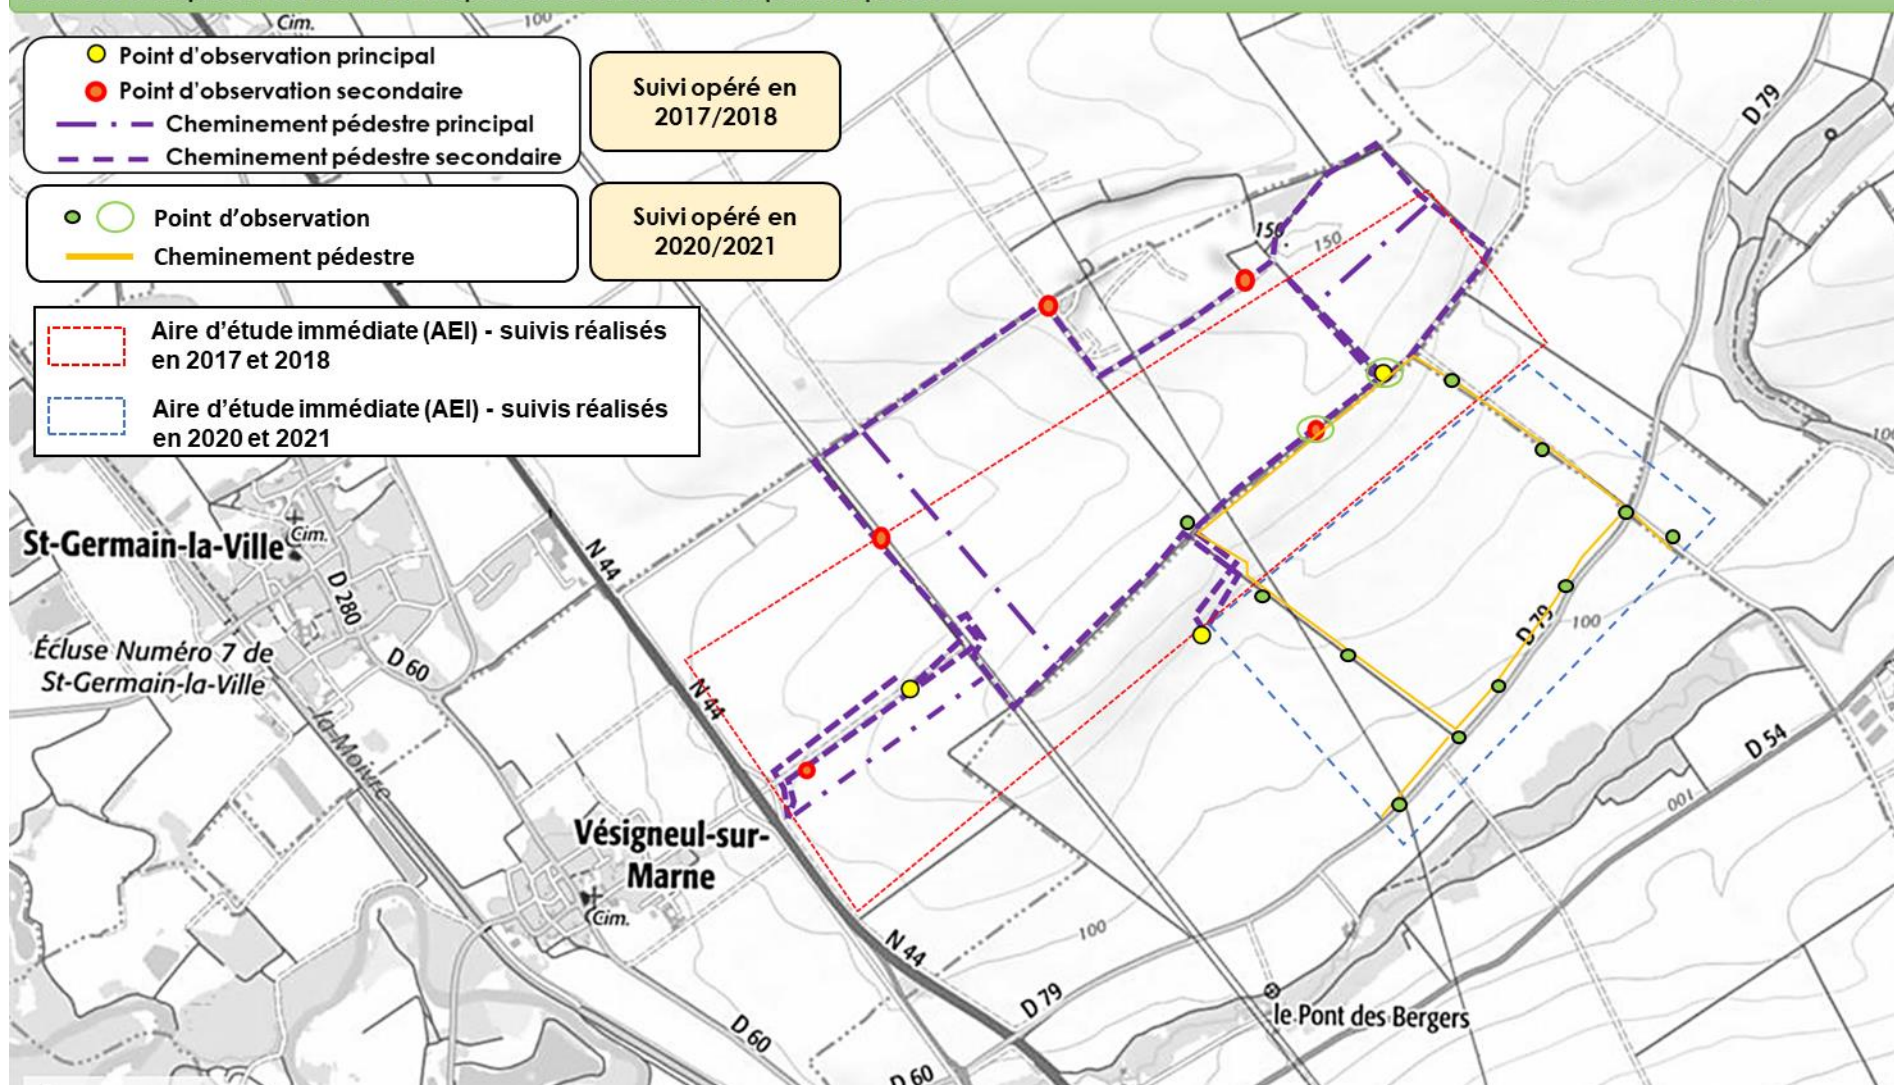 Cim.
100
Point d'observation principal
Point d'observation secondaire
Cheminement pédestre principal
Cheminement pédestre secondaire
Suivi opéré en
2017/2018
Point d'observation
Cheminement pédestre
Suivi opéré en
2020/2021
Aire d'étude immédiate (AEI) - suivis réalisés
en 2017 et 2018
Aire d'étude immédiate (AEI) - suivis réalisés
en 2020 et 2021
D 79
150
150
100
St-Germain-la-Ville
Cim.
N 44
D 280
Écluse Numéro 7 de
St-Germain-la-Ville
D 60
la Moivre
N 44
D 79
100
D 54
100
Vésigneul-sur-
Marne
Cim.
N 44
100
D 79
le Pont des Bergers
D 60
D 60